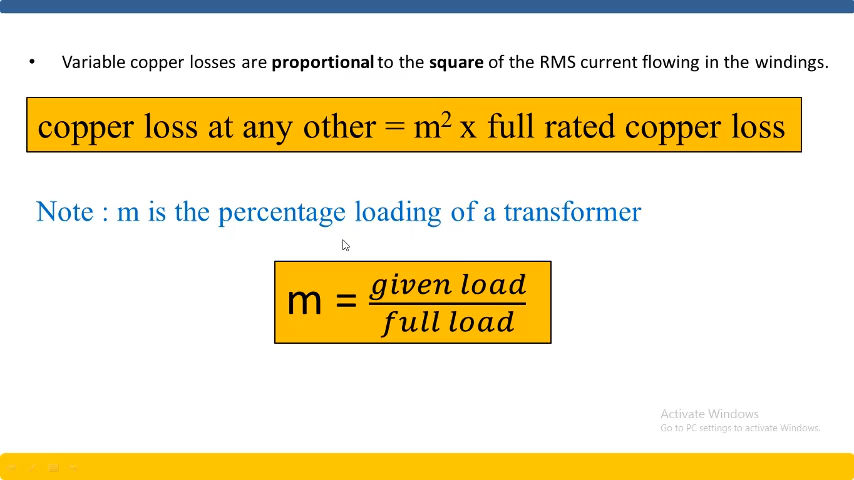 • Variable copper losses are proportional to the square of the RMS current flowing in the windings.
copper loss at any other = m² x full rated copper loss
Note : m is the percentage loading of a transformer
m = given load / full load
Activate Windows
Go to PC settings to activate Windows.